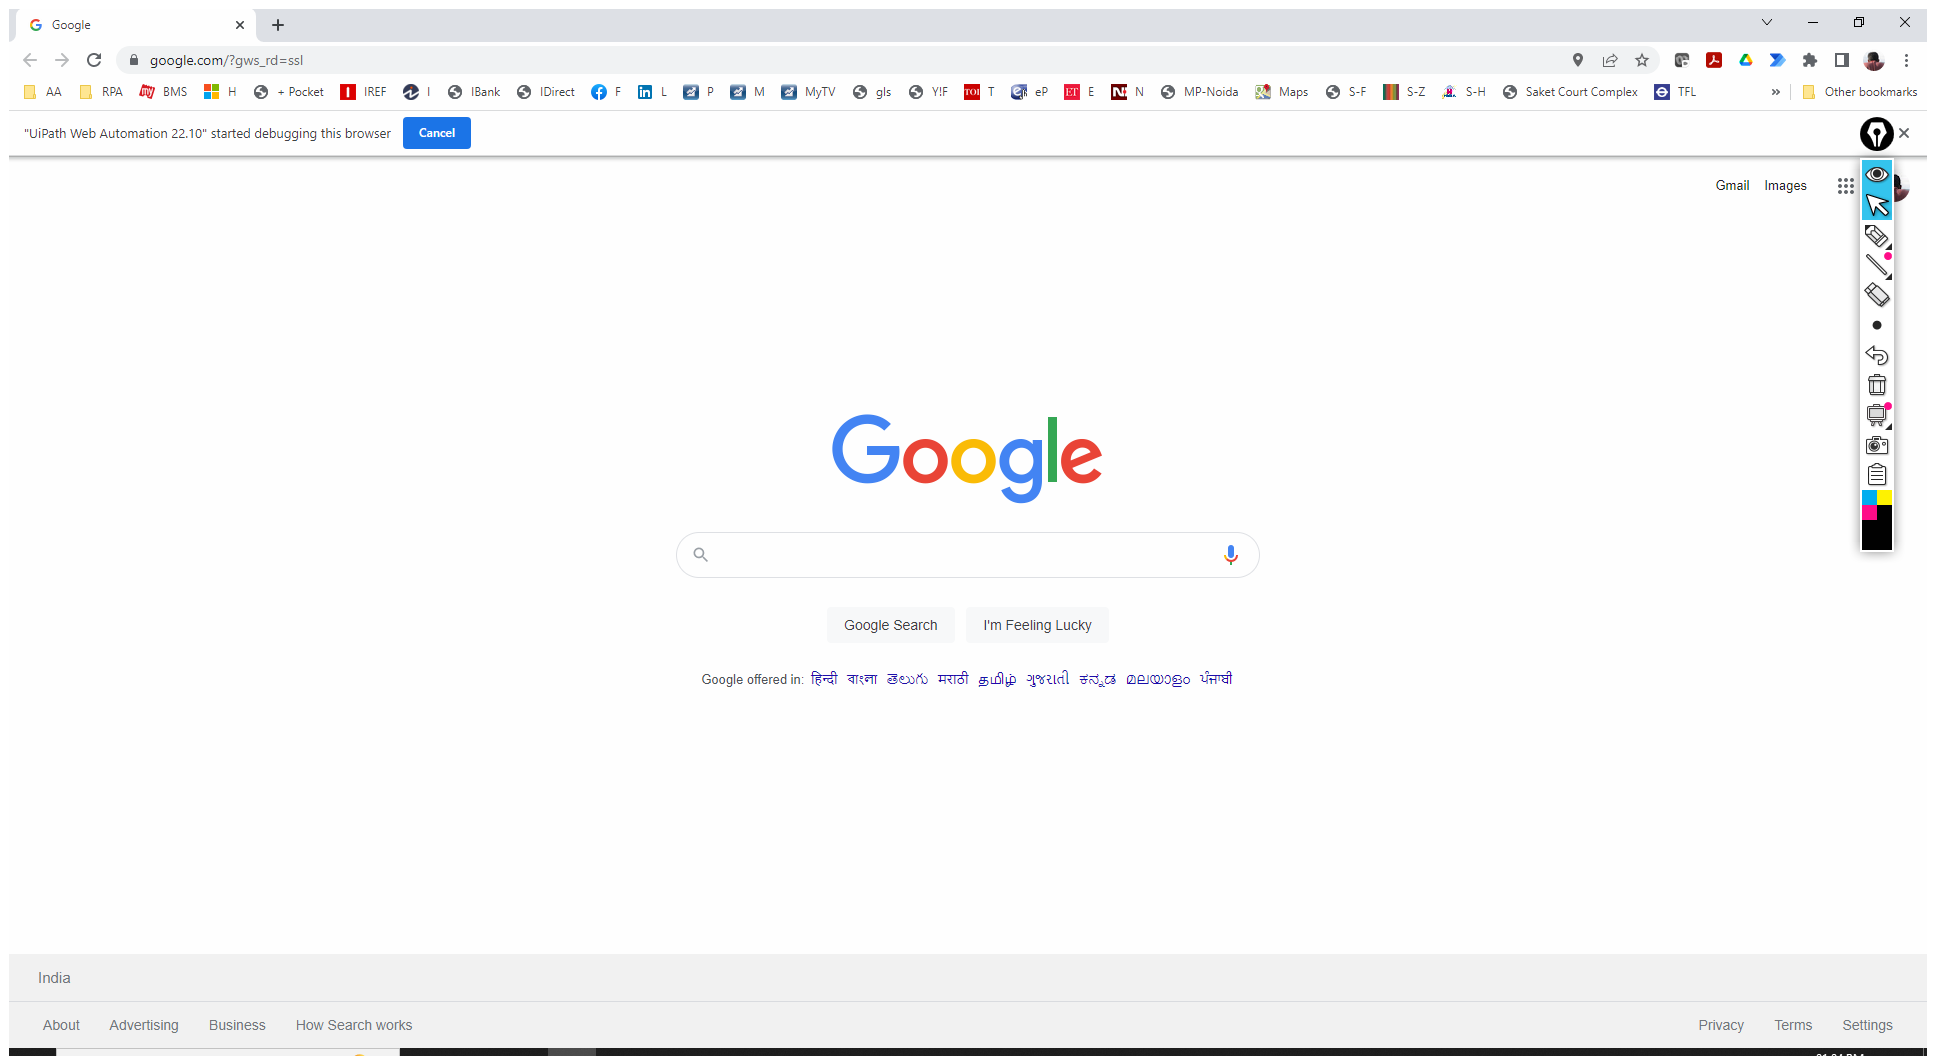 Google
google.com/?gws_rd=ssl
AA RPA my BMS H + Pocket IREF I IBank IDirect F L P M MyTV gls Y!F TOI T eP ET E N N MP-Noida Maps S-F S-Z S-H Saket Court Complex TFL » Other bookmarks
"UiPath Web Automation 22.10" started debugging this browser Cancel
Gmail Images
Google
Google Search I'm Feeling Lucky
Google offered in: हिन्दी বাংলা తెలుగు मराठी தமிழ் ગુજરાતી ಕನ್ನಡ മലയാളം ਪੰਜਾਬੀ
India
About Advertising Business How Search works Privacy Terms Settings